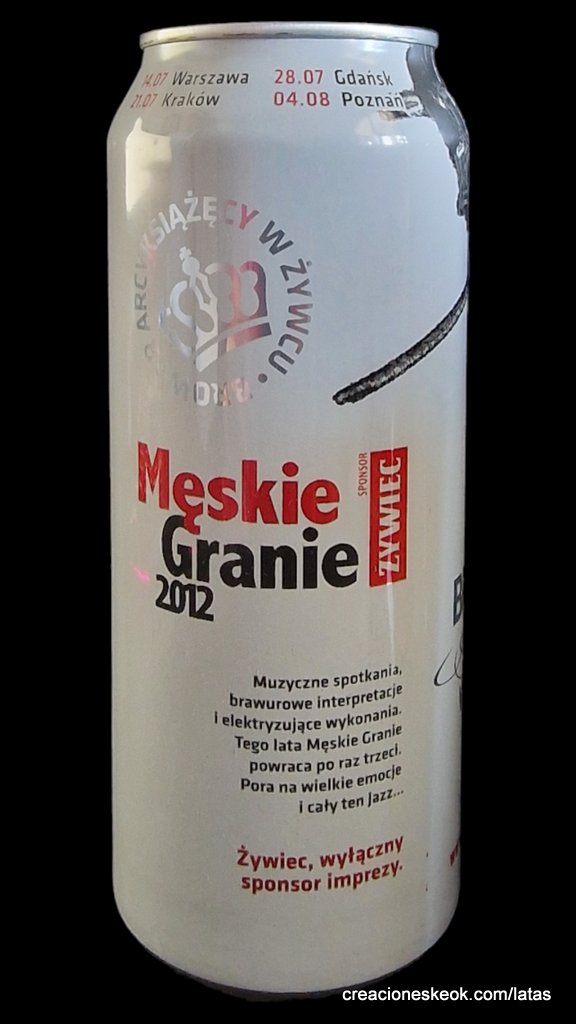 14.07 Warszawa 28.07 Gdańsk
21.07 Kraków 04.08 Poznań
ARCYKSIĄŻĘCY W ŻYWCU •
Męskie
Granie
2012
SPONSOR
ŻYWIEC
Muzyczne spotkania,
brawurowe interpretacje
i elektryzujące wykonania.
Tego lata Męskie Granie
powraca po raz trzeci.
Pora na wielkie emocje
i cały ten jazz...
Żywiec, wyłączny
sponsor imprezy.
creacioneskeok.com/latas